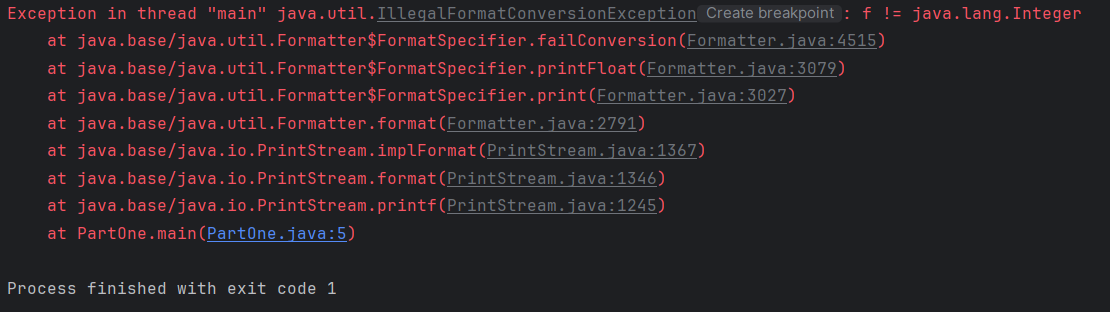 Exception in thread "main" java.util.IllegalFormatConversionException Create breakpoint : f != java.lang.Integer
    at java.base/java.util.Formatter$FormatSpecifier.failConversion(Formatter.java:4515)
    at java.base/java.util.Formatter$FormatSpecifier.printFloat(Formatter.java:3079)
    at java.base/java.util.Formatter$FormatSpecifier.print(Formatter.java:3027)
    at java.base/java.util.Formatter.format(Formatter.java:2791)
    at java.base/java.io.PrintStream.implFormat(PrintStream.java:1367)
    at java.base/java.io.PrintStream.format(PrintStream.java:1346)
    at java.base/java.io.PrintStream.printf(PrintStream.java:1245)
    at PartOne.main(PartOne.java:5)
Process finished with exit code 1